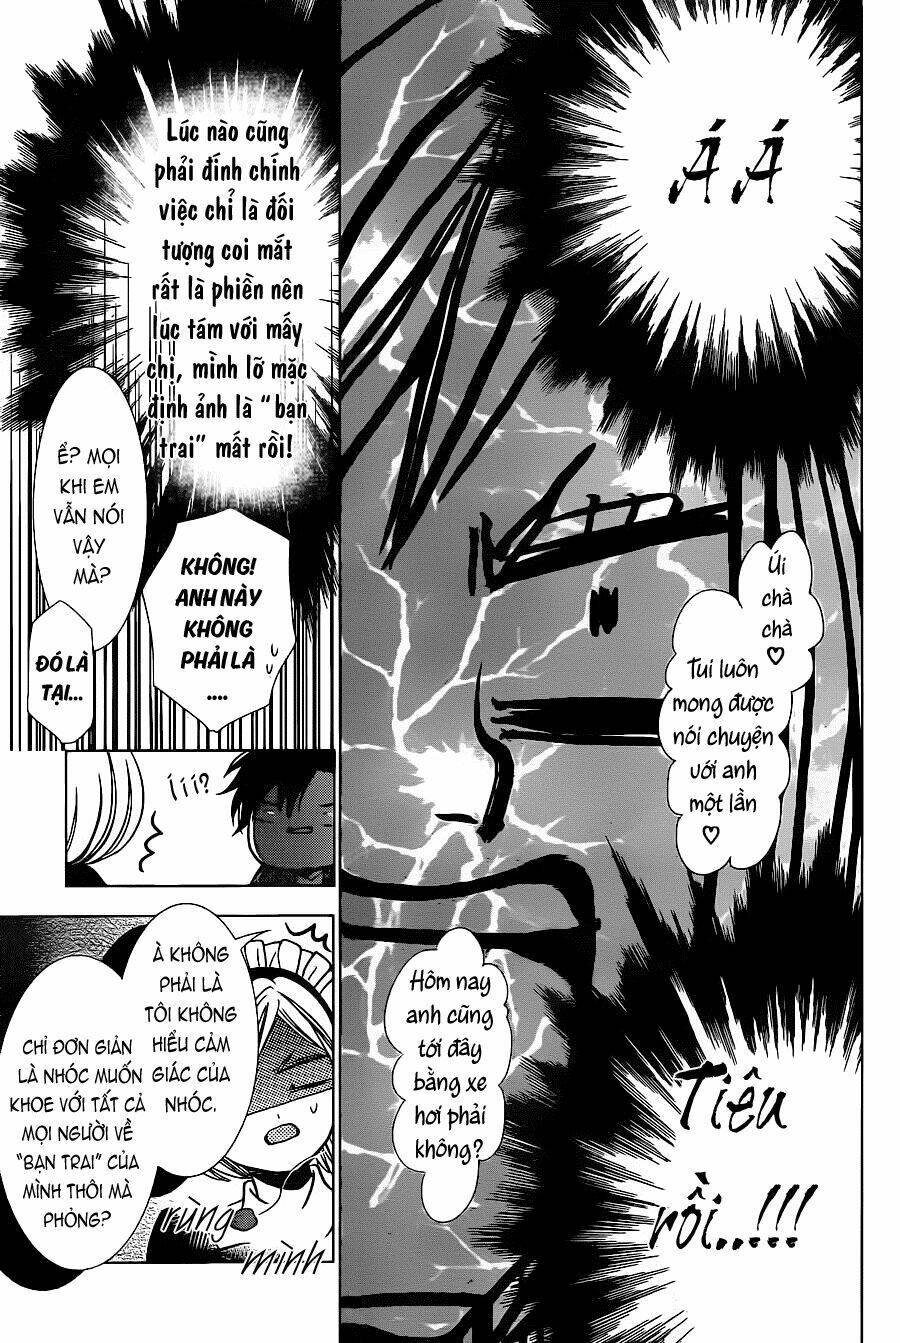 Á Á
Úi
chà
chà
♡
Tui luôn
mong được
nói chuyện
với anh
một lần
♡
Hôm nay
anh cũng
tới đây
bằng xe
hơi phải
không?
Tiêu
rồi..!!!
Lúc nào cũng
phải đính chính
việc chỉ là đối
tượng coi mắt
rất là phiền nên
lúc tám với mấy
chị, mình lỡ mặc
định ảnh là “bạn
trai” mất rồi!
KHÔNG!
ANH NÀY
KHÔNG
PHẢI LÀ
....
Ể? MỌI
KHI EM
VẪN NÓI
VẬY
MÀ?
ĐÓ LÀ
TẠI...
Ííí?
À KHÔNG
PHẢI LÀ
TÔI KHÔNG
HIỂU CẢM
GIÁC CỦA
NHÓC.
CHỈ ĐƠN GIẢN
LÀ NHÓC MUỐN
KHOE VỚI TẤT CẢ
MỌI NGƯỜI VỀ
“BẠN TRAI” CỦA
MÌNH THÔI MÀ
PHỎNG?
rùng
mình